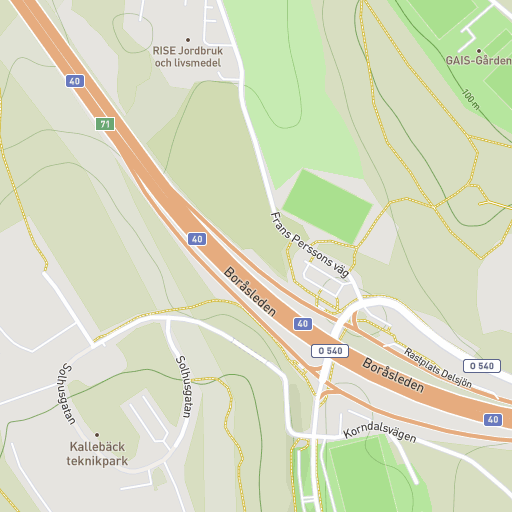 RISE Jordbruk
och livsmedel
GAIS-Gården
40
100 m
71
Frans Perssons väg
40
Boråsleden
40
O 540
Rastplats Delsjön
Boråsleden
O 540
Solhusgatan
Solhusgatan
40
Korndalsvägen
Kallebäck
teknikpark